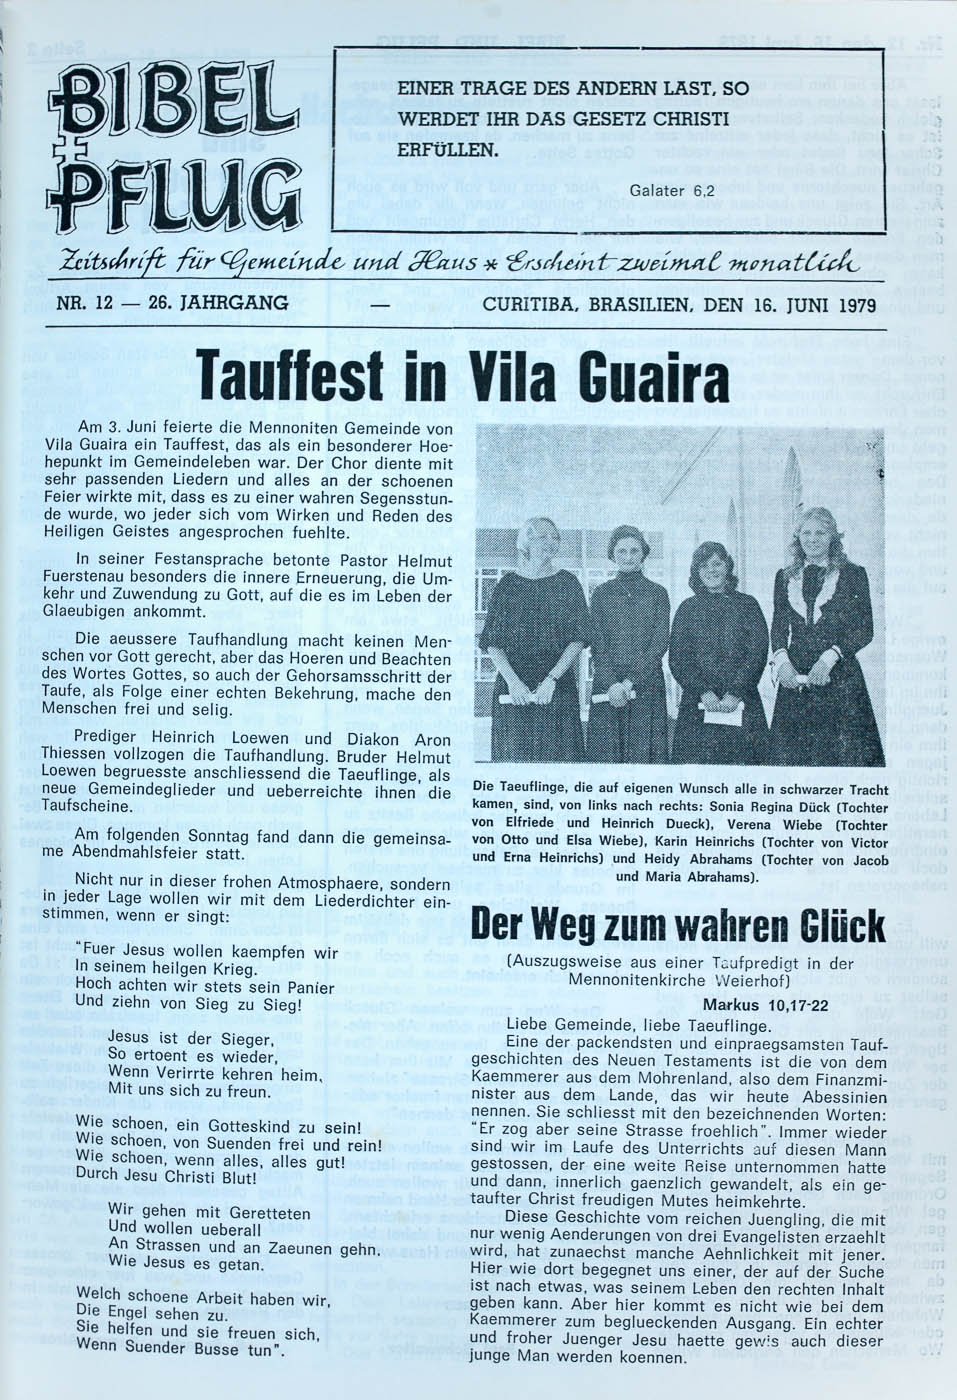 BIBEL
PFLUG
EINER TRAGE DES ANDERN LAST, SO
WERDET IHR DAS GESETZ CHRISTI
ERFÜLLEN.
Galater 6.2
Zeitschrift für Gemeinde und Haus * Erscheint zweimal monatlich
NR. 12 — 26. JAHRGANG — CURITIBA, BRASILIEN, DEN 16. JUNI 1979
Tauffest in Vila Guaira
Am 3. Juni feierte die Mennoniten Gemeinde von
Vila Guaira ein Tauffest, das als ein besonderer Hoe-
hepunkt im Gemeindeleben war. Der Chor diente mit
sehr passenden Liedern und alles an der schoenen
Feier wirkte mit, dass es zu einer wahren Segensstun-
de wurde, wo jeder sich vom Wirken und Reden des
Heiligen Geistes angesprochen fuehlte.
In seiner Festansprache betonte Pastor Helmut
Fuerstenau besonders die innere Erneuerung, die Um-
kehr und Zuwendung zu Gott, auf die es im Leben der
Glaeubigen ankommt.
Die aeussere Taufhandlung macht keinen Men-
schen vor Gott gerecht, aber das Hoeren und Beachten
des Wortes Gottes, so auch der Gehorsamsschritt der
Taufe, als Folge einer echten Bekehrung, mache den
Menschen frei und selig.
Prediger Heinrich Loewen und Diakon Aron
Thiessen vollzogen die Taufhandlung. Bruder Helmut
Loewen begruesste anschliessend die Taeuflinge, als
neue Gemeindeglieder und ueberreichte ihnen die
Taufscheine.
Am folgenden Sonntag fand dann die gemeinsa-
me Abendmahlsfeier statt.
Nicht nur in dieser frohen Atmosphaere, sondern
in jeder Lage wollen wir mit dem Liederdichter ein-
stimmen, wenn er singt:
"Fuer Jesus wollen kaempfen wir
In seinem heilgen Krieg.
Hoch achten wir stets sein Panier
Und ziehn von Sieg zu Sieg!
Jesus ist der Sieger,
So ertoent es wieder,
Wenn Verirrte kehren heim,
Mit uns sich zu freun.
Wie schoen, ein Gotteskind zu sein!
Wie schoen, von Suenden frei und rein!
Wie schoen, wenn alles, alles gut!
Durch Jesu Christi Blut!
Wir gehen mit Geretteten
Und wollen ueberall
An Strassen und an Zaeunen gehn,
Wie Jesus es getan.
Welch schoene Arbeit haben wir,
Die Engel sehen zu.
Sie helfen und sie freuen sich,
Wenn Suender Busse tun".
Die Taeuflinge, die auf eigenen Wunsch alle in schwarzer Tracht
kamen, sind, von links nach rechts: Sonia Regina Dück (Tochter
von Elfriede und Heinrich Dueck), Verena Wiebe (Tochter
von Otto und Elsa Wiebe), Karin Heinrichs (Tochter von Victor
und Erna Heinrichs) und Heidy Abrahams (Tochter von Jacob
und Maria Abrahams).
Der Weg zum wahren Glück
(Auszugsweise aus einer Taufpredigt in der
Mennonitenkirche Weierhof)
Markus 10,17-22
Liebe Gemeinde, liebe Taeuflinge.
Eine der packendsten und einpraegsamsten Tauf-
geschichten des Neuen Testaments ist die von dem
Kaemmerer aus dem Mohrenland, also dem Finanzmi-
nister aus dem Lande, das wir heute Abessinien
nennen. Sie schliesst mit den bezeichnenden Worten:
"Er zog aber seine Strasse froehlich". Immer wieder
sind wir im Laufe des Unterrichts auf diesen Mann
gestossen, der eine weite Reise unternommen hatte
und dann, innerlich gaenzlich gewandelt, als ein ge-
taufter Christ freudigen Mutes heimkehrte.
Diese Geschichte vom reichen Juengling, die mit
nur wenig Aenderungen von drei Evangelisten erzaehlt
wird, hat zunaechst manche Aehnlichkeit mit jener.
Hier wie dort begegnet uns einer, der auf der Suche
ist nach etwas, was seinem Leben den rechten Inhalt
geben kann. Aber hier kommt es nicht wie bei dem
Kaemmerer zum beglueckenden Ausgang. Ein echter
und froher Juenger Jesu haette gewis auch dieser
junge Man werden koennen.